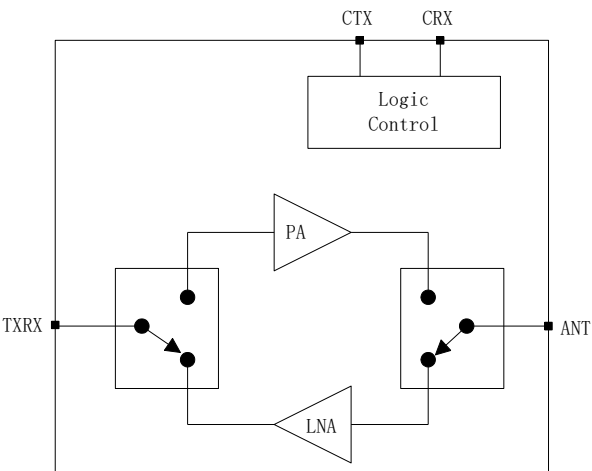 CTX CRX
Logic
Control
PA
TXRX
ANT
LNA